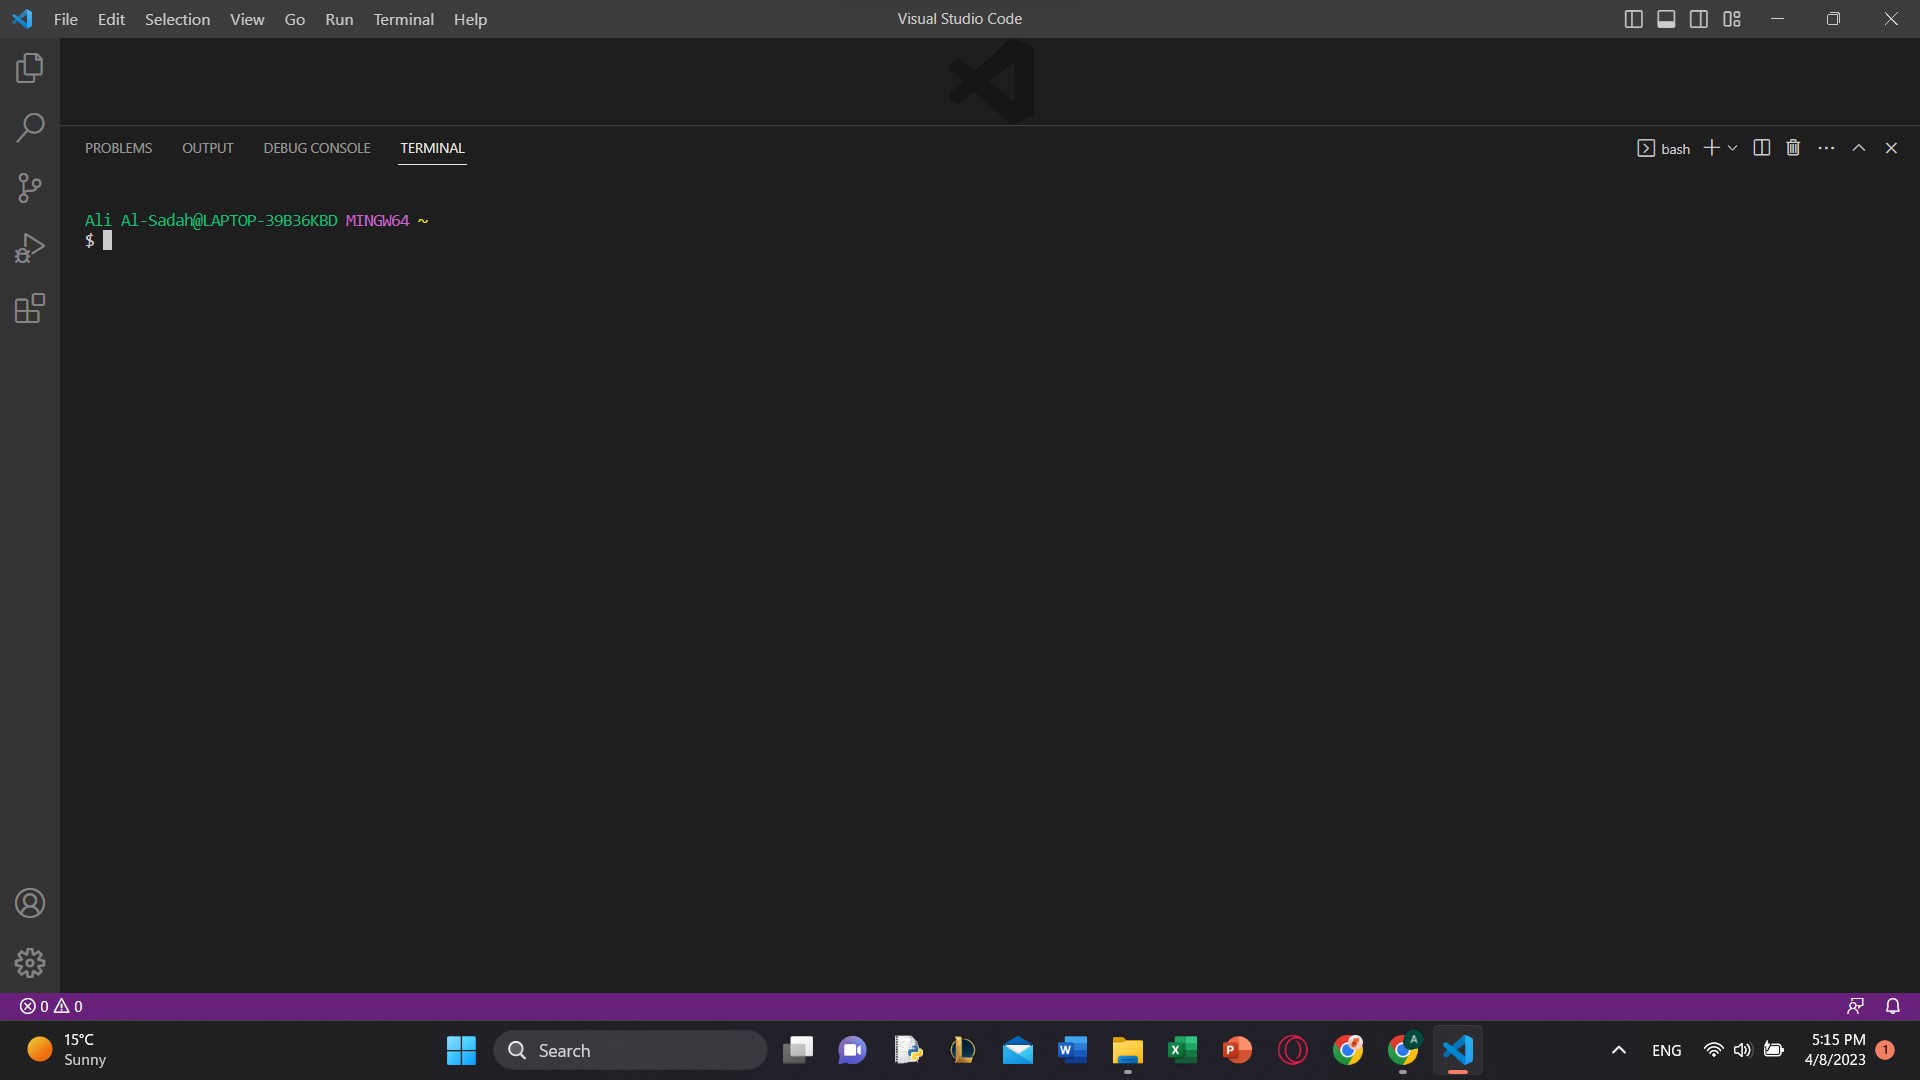 File Edit Selection View Go Run Terminal Help
Visual Studio Code
PROBLEMS OUTPUT DEBUG CONSOLE TERMINAL
bash
Ali Al-Sadah@LAPTOP-39B36KBD MINGW64 ~
$
0 0
15°C
Sunny
Search
A
ENG
5:15 PM
4/8/2023
1